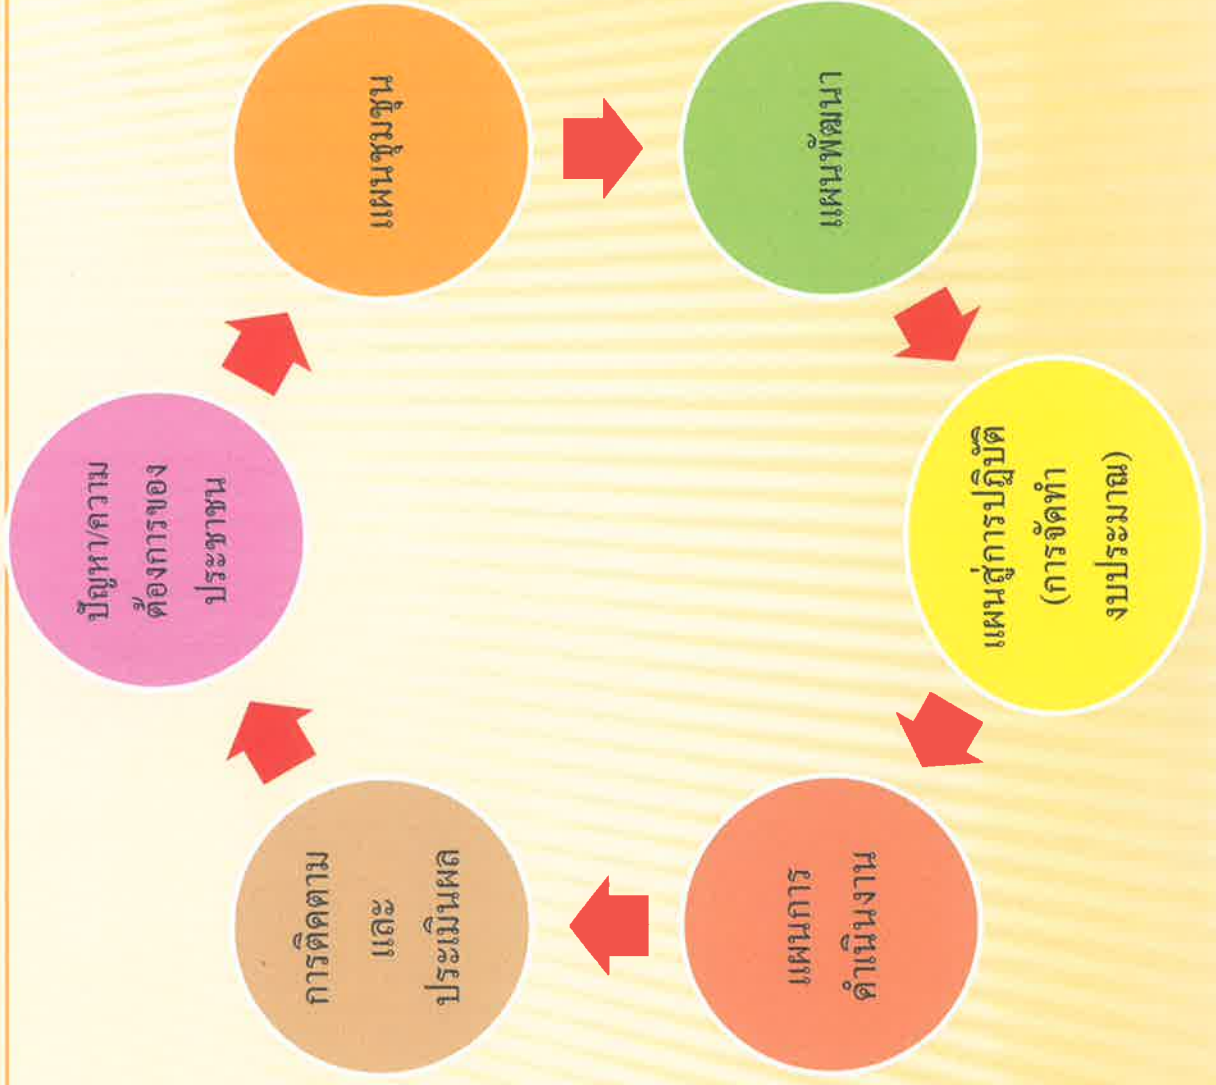 ปัญหา/ความ
ต้องการของ
ประชาชน
แผนชุมชน
แผนพัฒนา
แผนสู่การปฏิบัติ
(การจัดทำ
งบประมาณ)
แผนการ
ดำเนินงาน
การติดตาม
และ
ประเมินผล